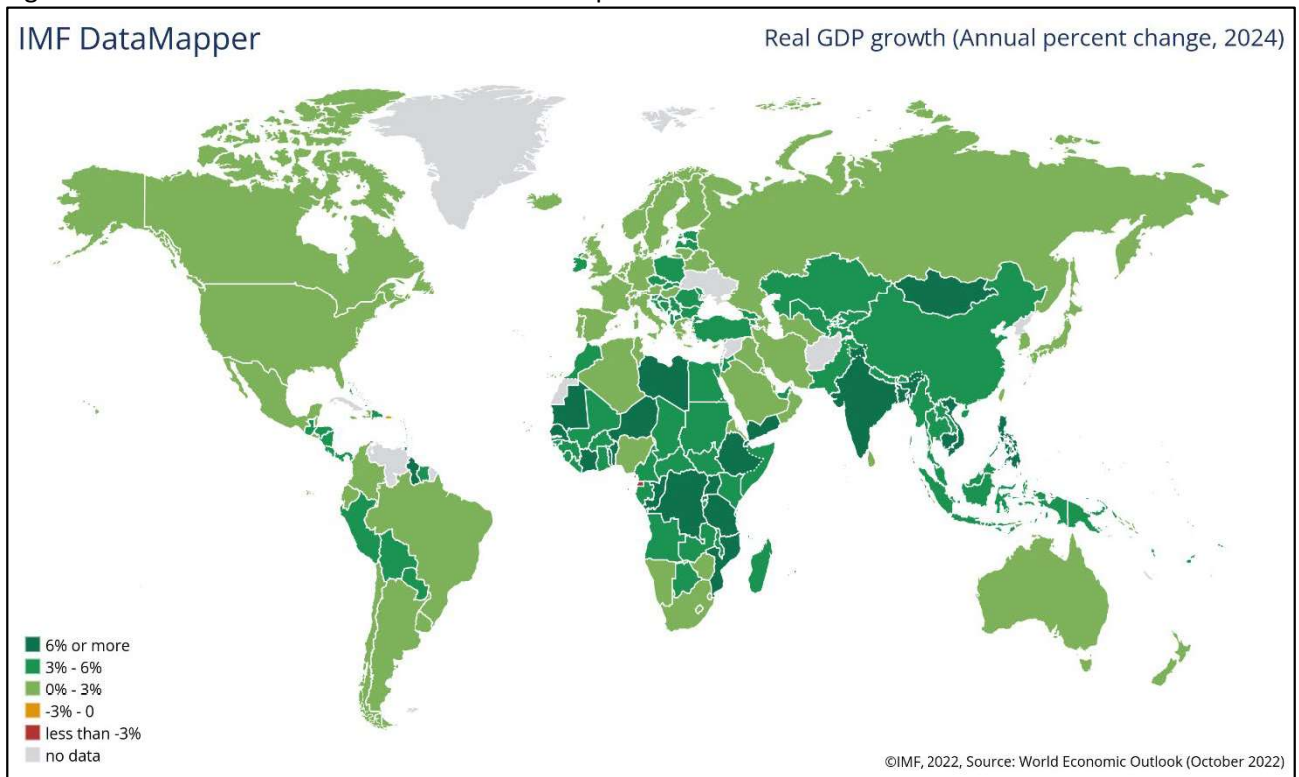 IMF DataMapper
Real GDP growth (Annual percent change, 2024)
6% or more
3% - 6%
0% - 3%
-3% - 0
less than -3%
no data
©IMF, 2022, Source: World Economic Outlook (October 2022)